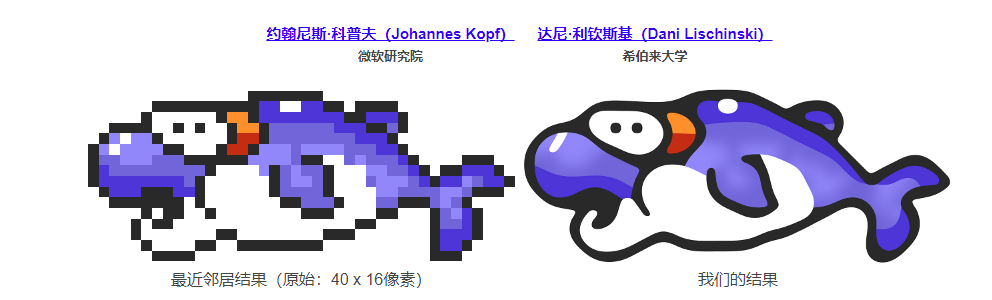 约翰尼斯·科普夫（Johannes Kopf） 达尼·利钦斯基（Dani Lischinski）
微软研究院 希伯来大学
最近邻居结果（原始：40 x 16像素） 我们的结果